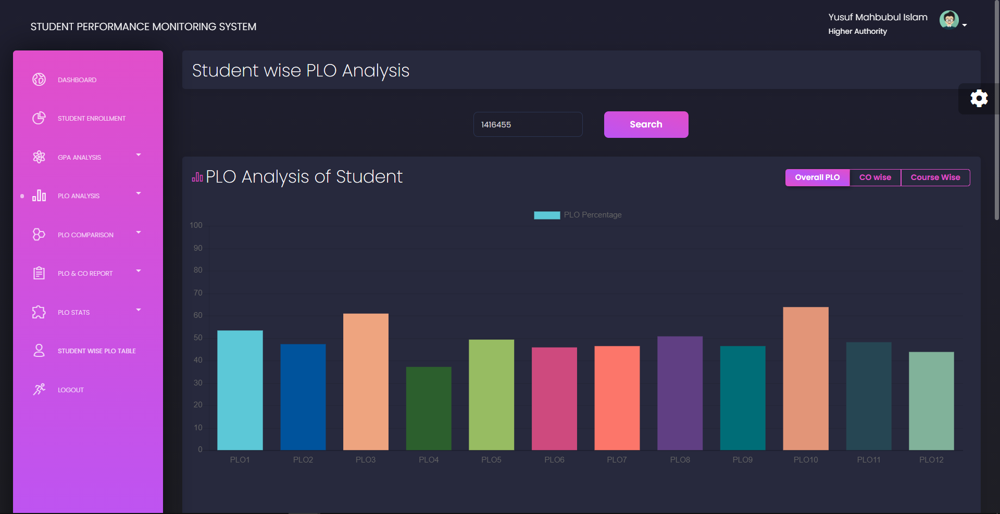 STUDENT PERFORMANCE MONITORING SYSTEM
Yusuf Mahbubul Islam
Higher Authority
DASHBOARD
STUDENT ENROLLMENT
GPA ANALYSIS
PLO ANALYSIS
PLO COMPARISON
PLO & CO REPORT
PLO STATS
STUDENT WISE PLO TABLE
LOGOUT
Student wise PLO Analysis
1416455
Search
PLO Analysis of Student
Overall PLO
CO wise
Course Wise
PLO Percentage
100
90
80
70
60
50
40
30
20
10
0
PLO1 PLO2 PLO3 PLO4 PLO5 PLO6 PLO7 PLO8 PLO9 PLO10 PLO11 PLO12